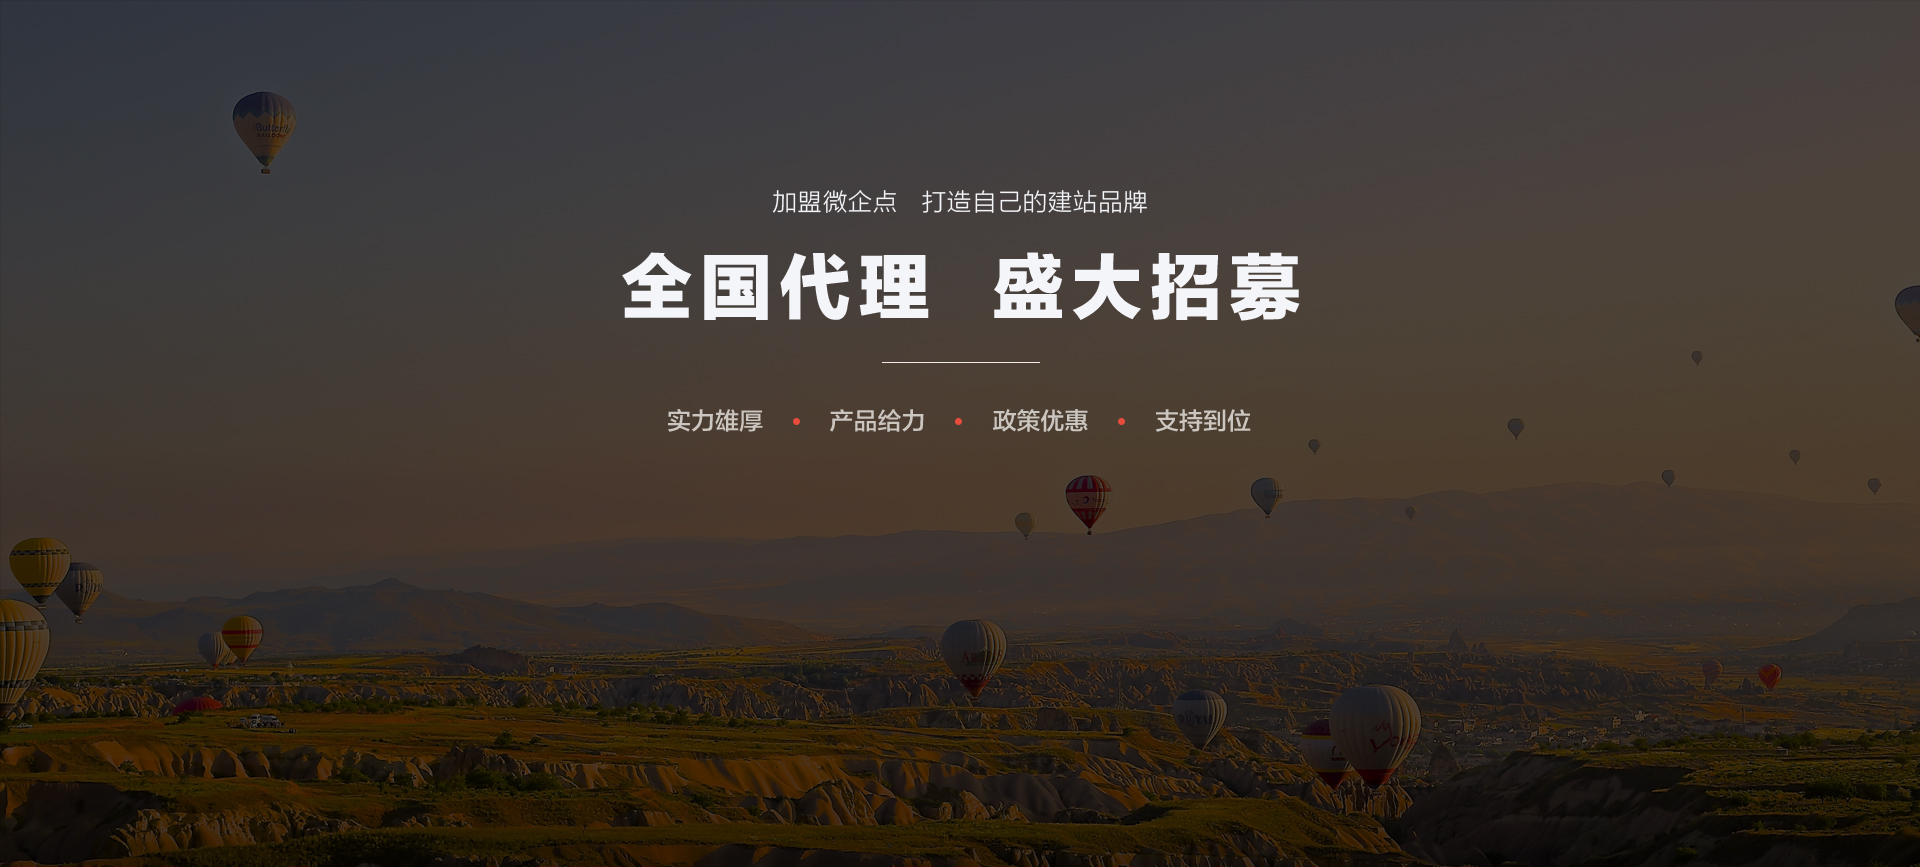 加盟微企点 打造自己的建站品牌
全国代理 盛大招募
实力雄厚 • 产品给力 • 政策优惠 • 支持到位
Butterfly